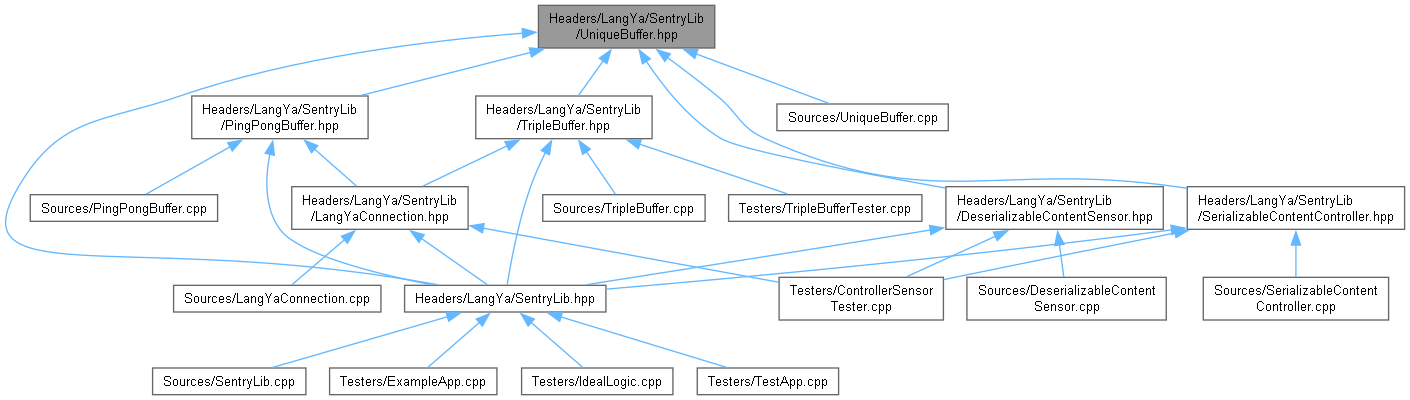 Headers/LangYa/SentryLib
/UniqueBuffer.hpp
Headers/LangYa/SentryLib
/PingPongBuffer.hpp
Headers/LangYa/SentryLib
/TripleBuffer.hpp
Sources/UniqueBuffer.cpp
Sources/PingPongBuffer.cpp
Headers/LangYa/SentryLib
/LangYaConnection.hpp
Sources/TripleBuffer.cpp
Testers/TripleBufferTester.cpp
Headers/LangYa/SentryLib
/DeserializableContentSensor.hpp
Headers/LangYa/SentryLib
/SerializableContentController.hpp
Sources/LangYaConnection.cpp
Headers/LangYa/SentryLib.hpp
Testers/ControllerSensor
Tester.cpp
Sources/DeserializableContent
Sensor.cpp
Sources/SerializableContent
Controller.cpp
Sources/SentryLib.cpp
Testers/ExampleApp.cpp
Testers/IdealLogic.cpp
Testers/TestApp.cpp